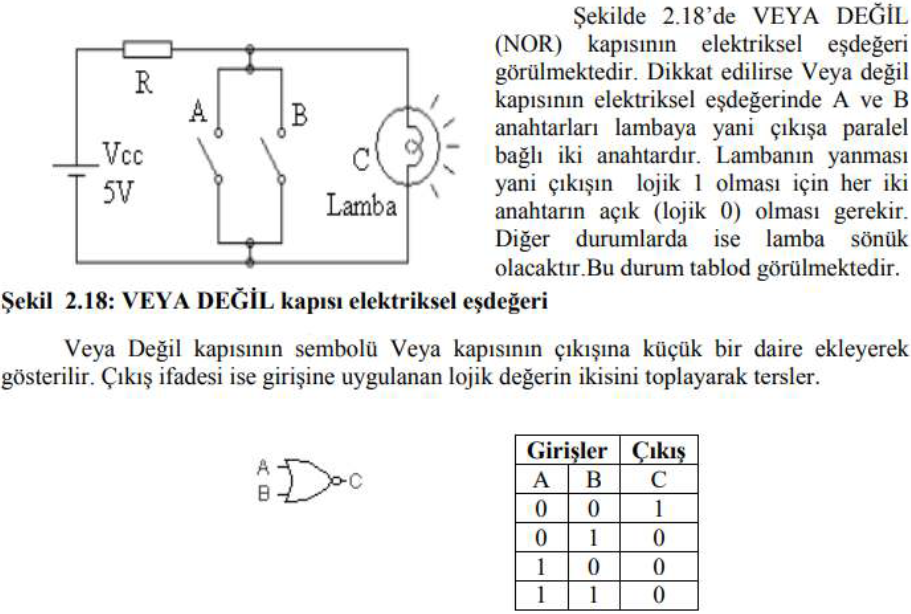 Şekilde 2.18’de VEYA DEĞİL
(NOR) kapısının elektriksel eşdeğeri
görülmektedir. Dikkat edilirse Veya değil
kapısının elektriksel eşdeğerinde A ve B
anahtarları lambaya yani çıkışa paralel
bağlı iki anahtardır. Lambanın yanması
yani çıkışın lojik 1 olması için her iki
anahtarın açık (lojik 0) olması gerekir.
Diğer durumlarda ise lamba sönük
olacaktır.Bu durum tablod görülmektedir.
R
A
B
Vcc
5V
C
Lamba
Şekil 2.18: VEYA DEĞİL kapısı elektriksel eşdeğeri
Veya Değil kapısının sembolü Veya kapısının çıkışına küçük bir daire ekleyerek
gösterilir. Çıkış ifadesi ise girişine uygulanan lojik değerin ikisini toplayarak tersler.
A
B
C
Girişler Çıkış
A B C
0 0 1
0 1 0
1 0 0
1 1 0